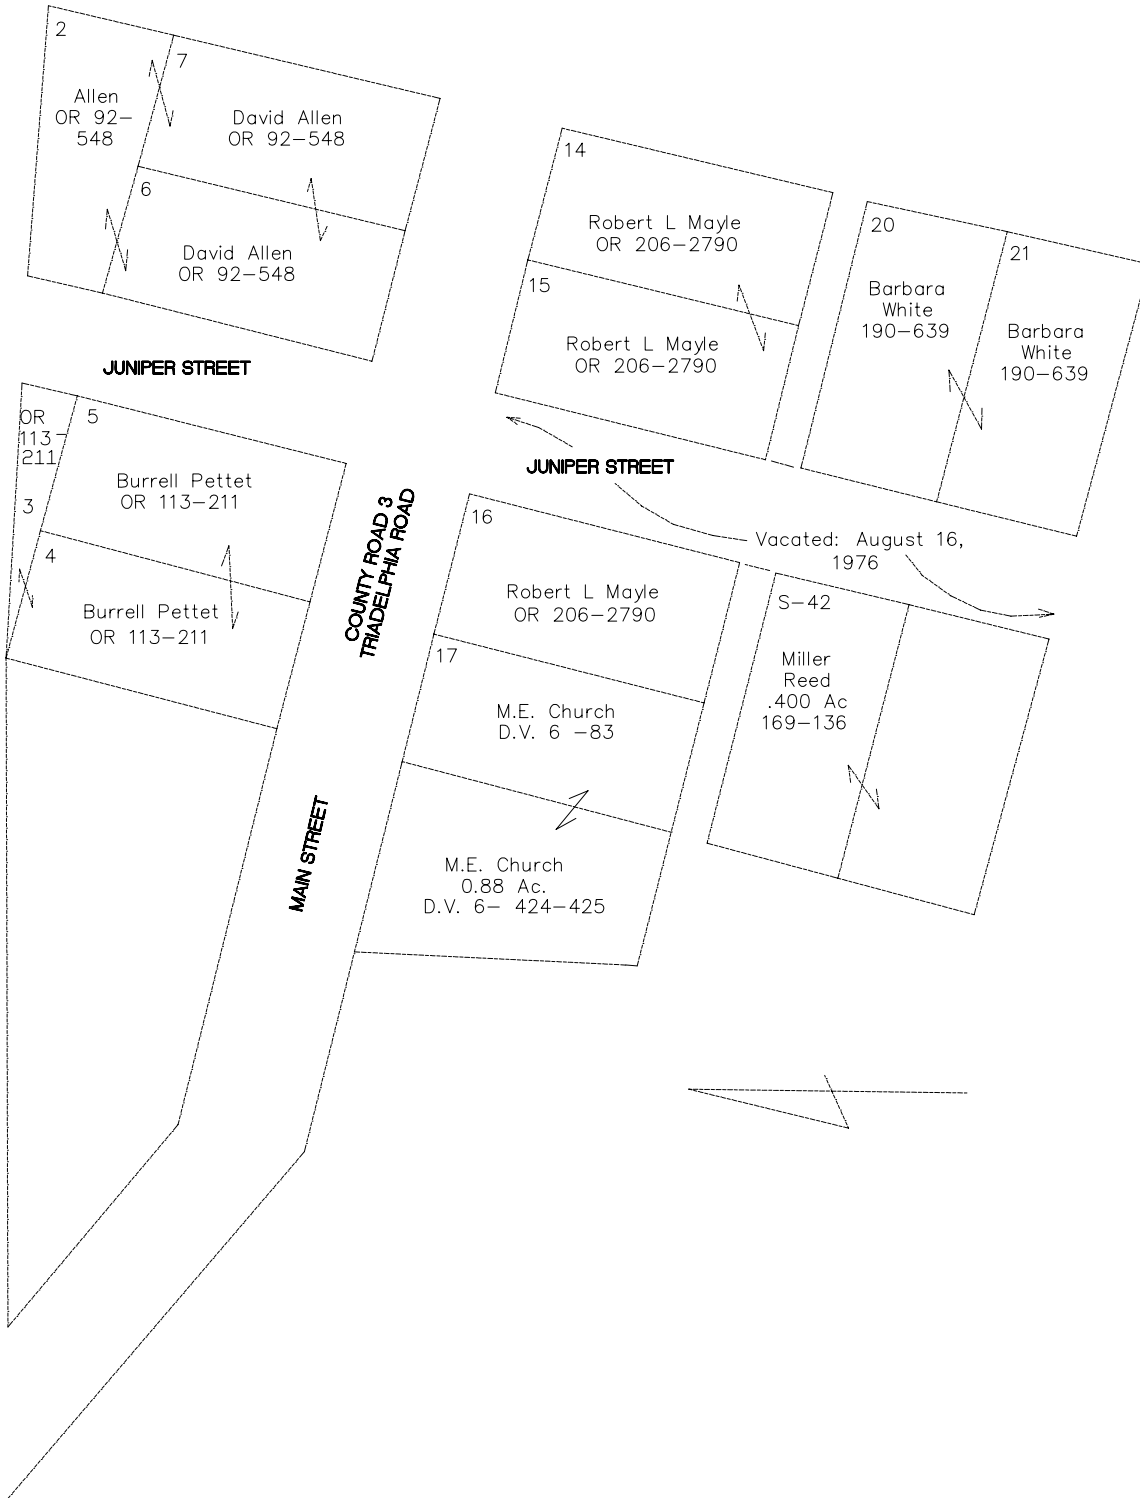 2
Allen
OR 92-
548
7
David Allen
OR 92-548
6
David Allen
OR 92-548
14
Robert L Mayle
OR 206-2790
15
Robert L Mayle
OR 206-2790
20
Barbara
White
190-639
21
Barbara
White
190-639
JUNIPER STREET
OR
113-
211
3
5
Burrell Pettet
OR 113-211
4
Burrell Pettet
OR 113-211
COUNTY ROAD 3
TRIADELPHIA ROAD
JUNIPER STREET
Vacated: August 16,
1976
16
Robert L Mayle
OR 206-2790
17
M.E. Church
D.V. 6 -83
M.E. Church
0.88 Ac.
D.V. 6- 424-425
S-42
Miller
Reed
.400 Ac
169-136
MAIN STREET